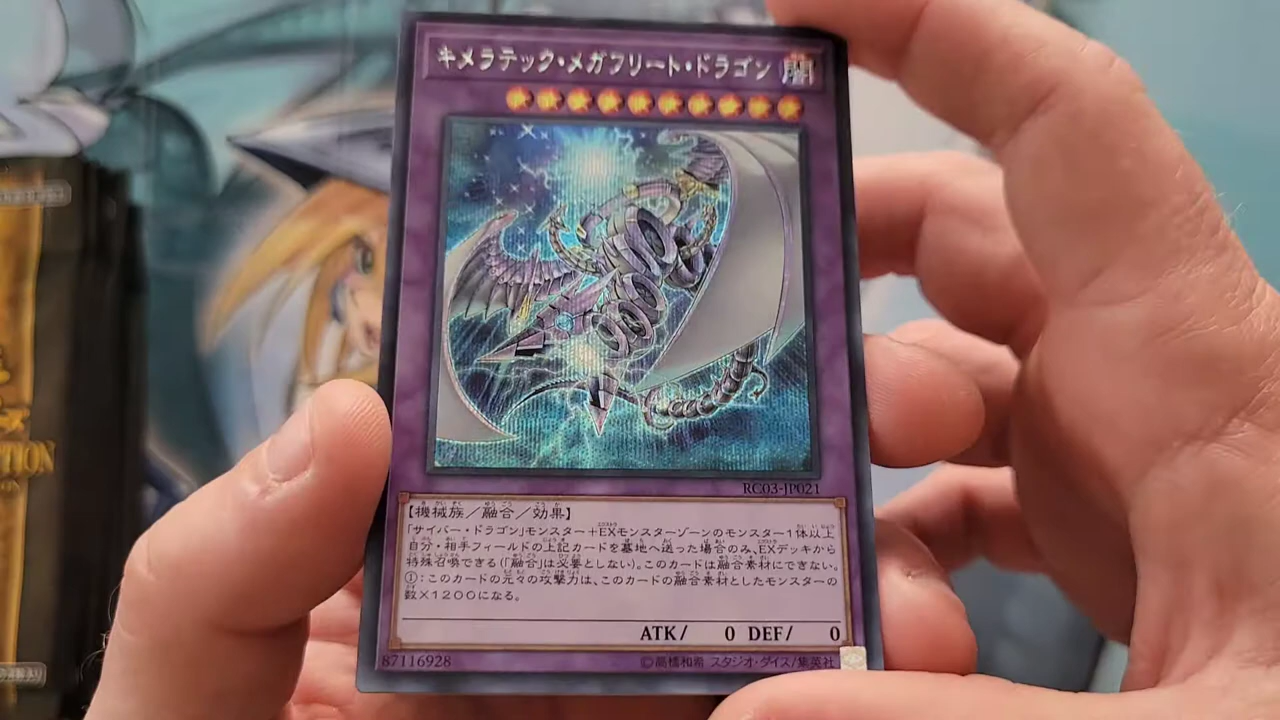 キメラテック・メガフリート・ドラゴン 闇
RC03-JP021
【機械族／融合／効果】
「サイバー・ドラゴン」モンスター＋EXモンスターゾーンのモンスター1体以上
自分・相手フィールドの上記カードを墓地へ送った場合のみ、EXデッキから
特殊召喚できる（「融合」は必要としない）。このカードは融合素材にできない。
①：このカードの元々の攻撃力は、このカードの融合素材としたモンスターの
数×1200になる。
ATK/ 0 DEF/ 0
87116928 ©高橋和希 スタジオ・ダイス/集英社
TION